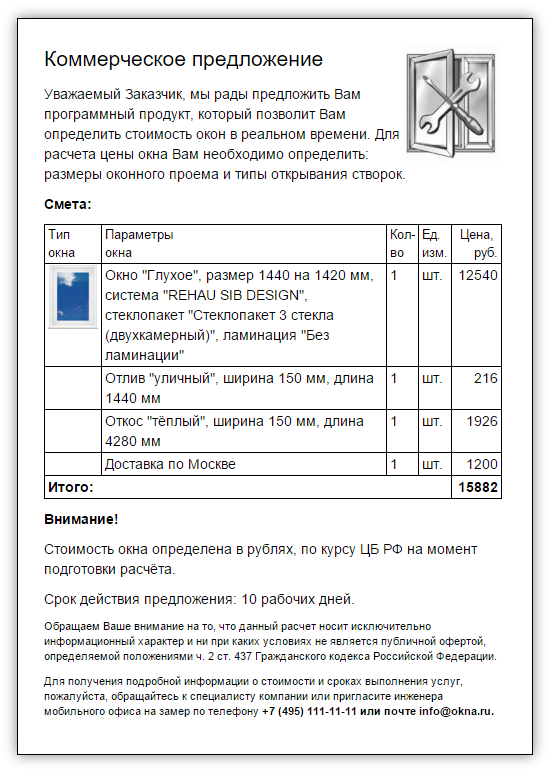 Коммерческое предложение
Уважаемый Заказчик, мы рады предложить Вам
программный продукт, который позволит Вам
определить стоимость окон в реальном времени. Для
расчета цены окна Вам необходимо определить:
размеры оконного проема и типы открывания створок.
Смета:
Тип окна Параметры окна Кол-во Ед. изм. Цена, руб.
Окно "Глухое", размер 1440 на 1420 мм, 1 шт. 12540
система "REHAU SIB DESIGN",
стеклопакет "Стеклопакет 3 стекла
(двухкамерный)", ламинация "Без
ламинации"
Отлив "уличный", ширина 150 мм, длина 1 шт. 216
1440 мм
Откос "тёплый", ширина 150 мм, длина 1 шт. 1926
4280 мм
Доставка по Москве 1 шт. 1200
Итого: 15882
Внимание!
Стоимость окна определена в рублях, по курсу ЦБ РФ на момент
подготовки расчёта.
Срок действия предложения: 10 рабочих дней.
Обращаем Ваше внимание на то, что данный расчет носит исключительно
информационный характер и ни при каких условиях не является публичной офертой,
определяемой положениями ч. 2 ст. 437 Гражданского кодекса Российской Федерации.
Для получения подробной информации о стоимости и сроках выполнения услуг,
пожалуйста, обращайтесь к специалисту компании или пригласите инженера
мобильного офиса на замер по телефону +7 (495) 111-11-11 или почте info@okna.ru.